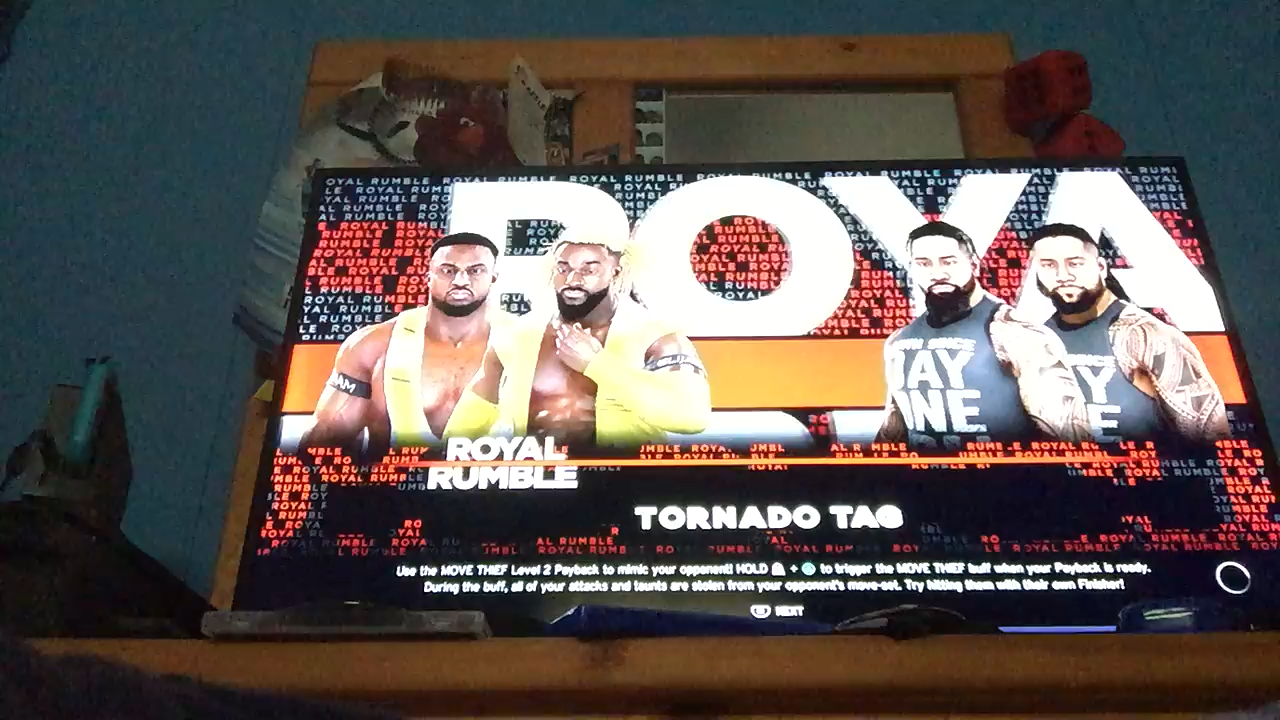 ROYA
DAY
ONE
ROYAL
RUMBLE
TORNADO TAG
Use the MOVE THIEF Level 2 Payback to mimic your opponent! HOLD + to trigger the MOVE THIEF buff when your Payback is ready.
During the buff, all of your attacks and taunts are stolen from your opponent's move-set. Try hitting them with their own Finisher!
NEXT